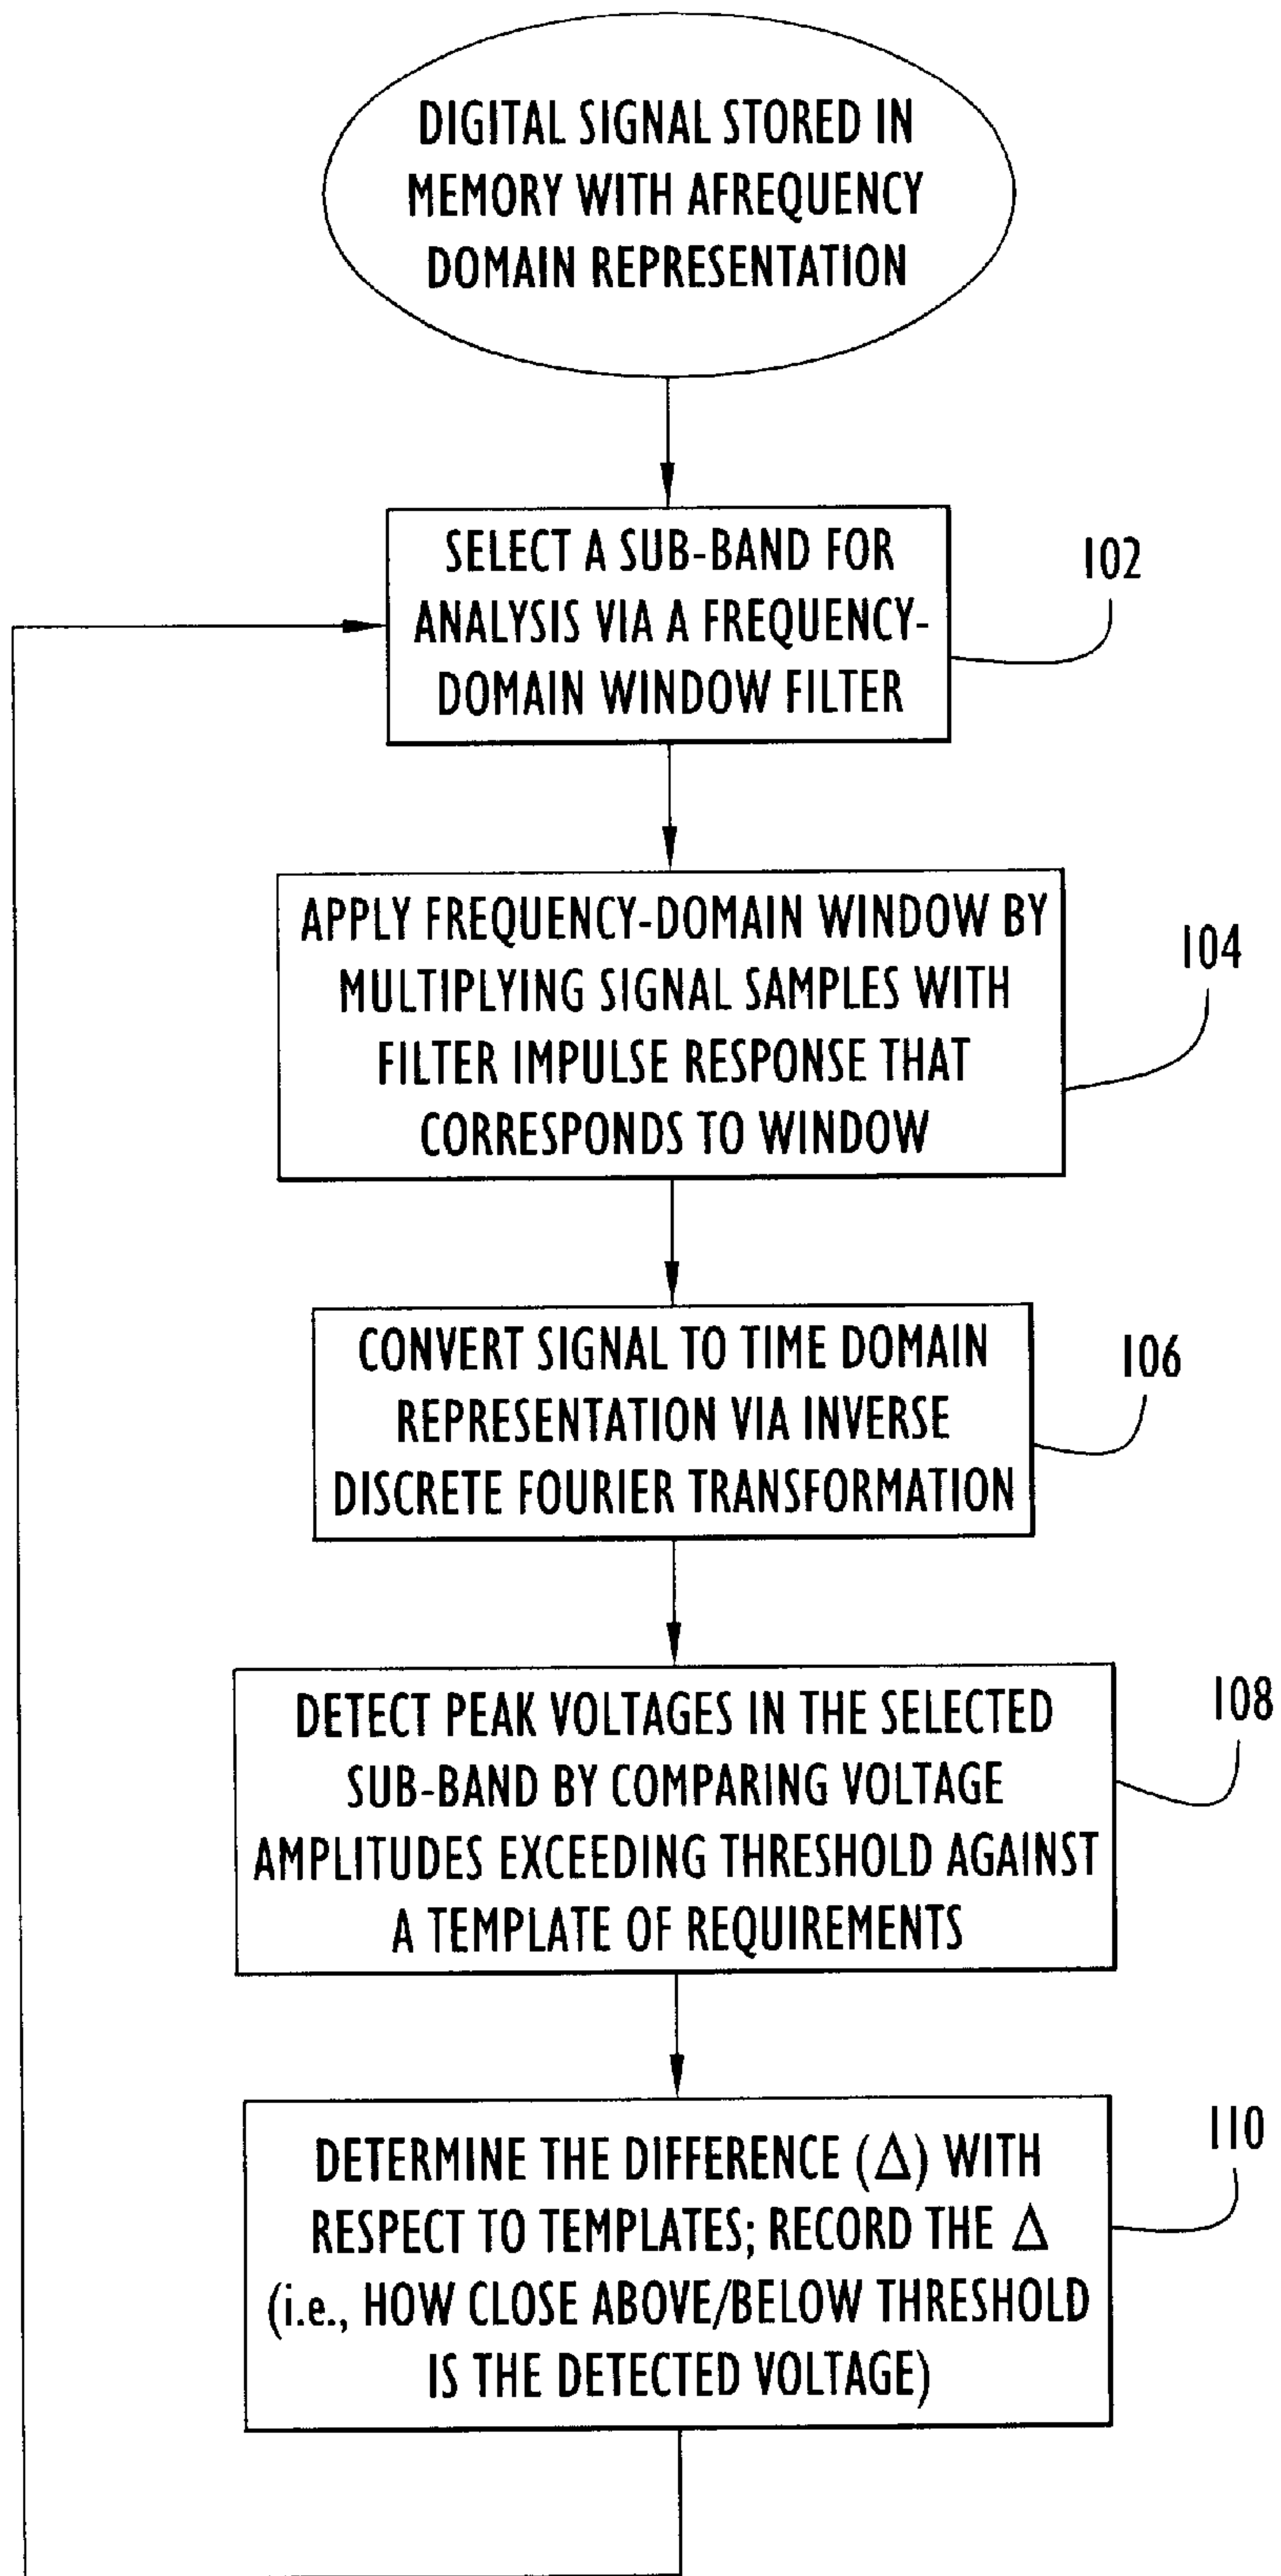 DIGITAL SIGNAL STORED IN
MEMORY WITH AFREQUENCY
DOMAIN REPRESENTATION
SELECT A SUB-BAND FOR
ANALYSIS VIA A FREQUENCY-
DOMAIN WINDOW FILTER
102
APPLY FREQUENCY-DOMAIN WINDOW BY
MULTIPLYING SIGNAL SAMPLES WITH
FILTER IMPULSE RESPONSE THAT
CORRESPONDS TO WINDOW
104
CONVERT SIGNAL TO TIME DOMAIN
REPRESENTATION VIA INVERSE
DISCRETE FOURIER TRANSFORMATION
106
DETECT PEAK VOLTAGES IN THE SELECTED
SUB-BAND BY COMPARING VOLTAGE
AMPLITUDES EXCEEDING THRESHOLD AGAINST
A TEMPLATE OF REQUIREMENTS
108
DETERMINE THE DIFFERENCE (Δ) WITH
RESPECT TO TEMPLATES; RECORD THE Δ
(i.e., HOW CLOSE ABOVE/BELOW THRESHOLD
IS THE DETECTED VOLTAGE)
110